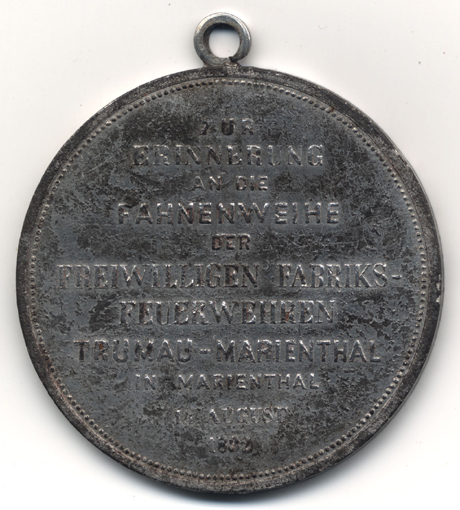 ZUR
ERINNERUNG
AN DIE
FAHNENWEIHE
DER
FREIWILLIGEN FABRIKS-
FEUERWEHREN
TRUMAU-MARIENTHAL
IN MARIENTHAL
AUGUST